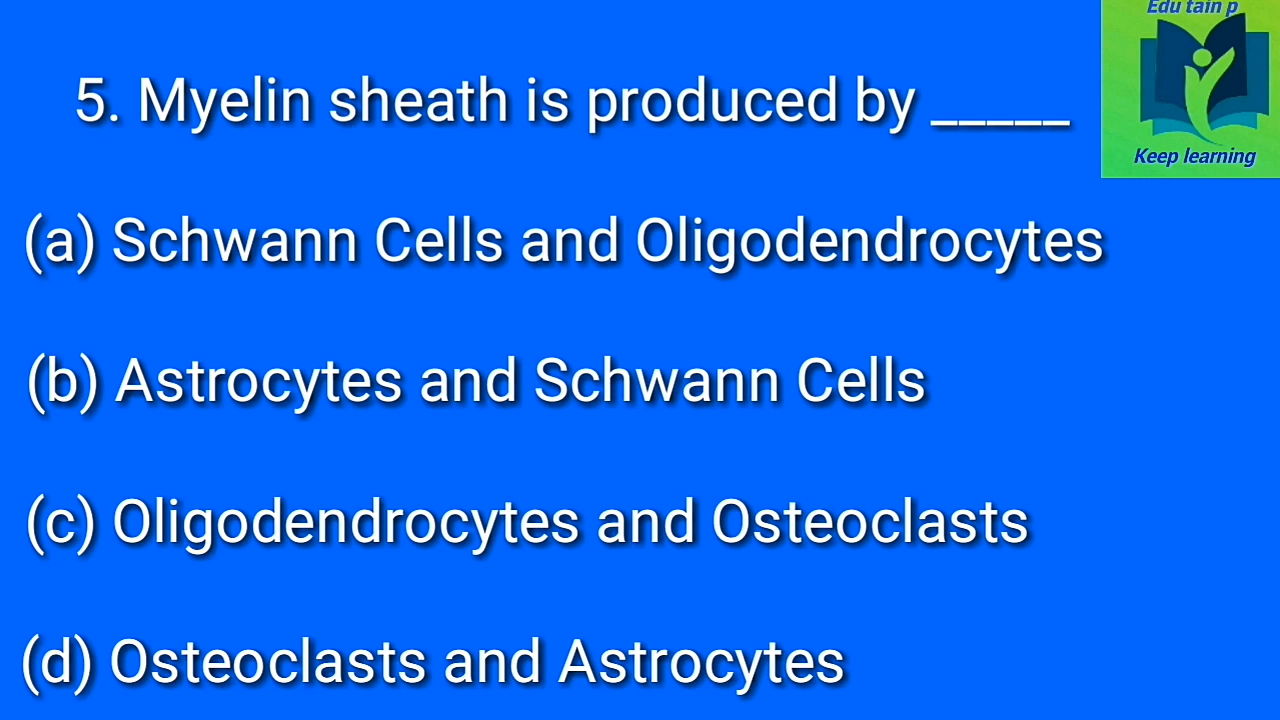 Edu tain p
5. Myelin sheath is produced by _____
Keep learning
(a) Schwann Cells and Oligodendrocytes
(b) Astrocytes and Schwann Cells
(c) Oligodendrocytes and Osteoclasts
(d) Osteoclasts and Astrocytes